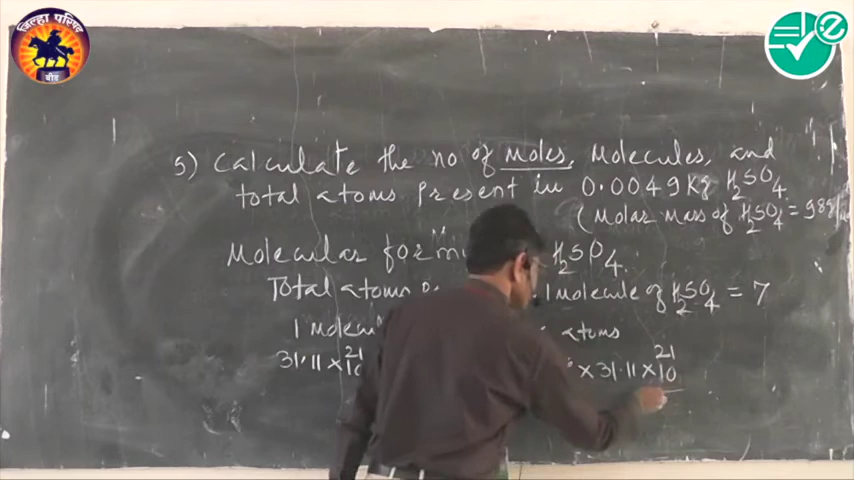 जिल्हा परिषद
बीड
e
5) Calculate the no of moles, Molecules, and
total atoms present in 0.0049 Kg H₂SO₄
(Molar mass of H₂SO₄ = 98g/
Molecular H₂SO₄.
Total atoms 1 molecule of H₂SO₄ = 7
1 atoms
31.11 × 10²¹ × 31.11 × 10²¹